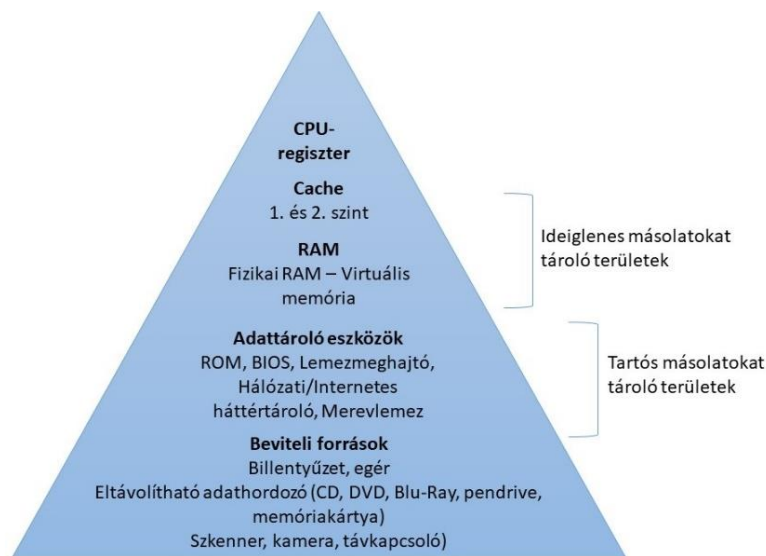 CPU-
regiszter
Cache
1. és 2. szint
RAM
Fizikai RAM – Virtuális
memória
Ideiglenes másolatokat
tároló területek
Adattároló eszközök
ROM, BIOS, Lemezmeghajtó,
Hálózati/Internetes
háttértároló, Merevlemez
Tartós másolatokat
tároló területek
Beviteli források
Billentyűzet, egér
Eltávolítható adathordozó (CD, DVD, Blu-Ray, pendrive,
memóriakártya)
Szkenner, kamera, távkapcsoló)